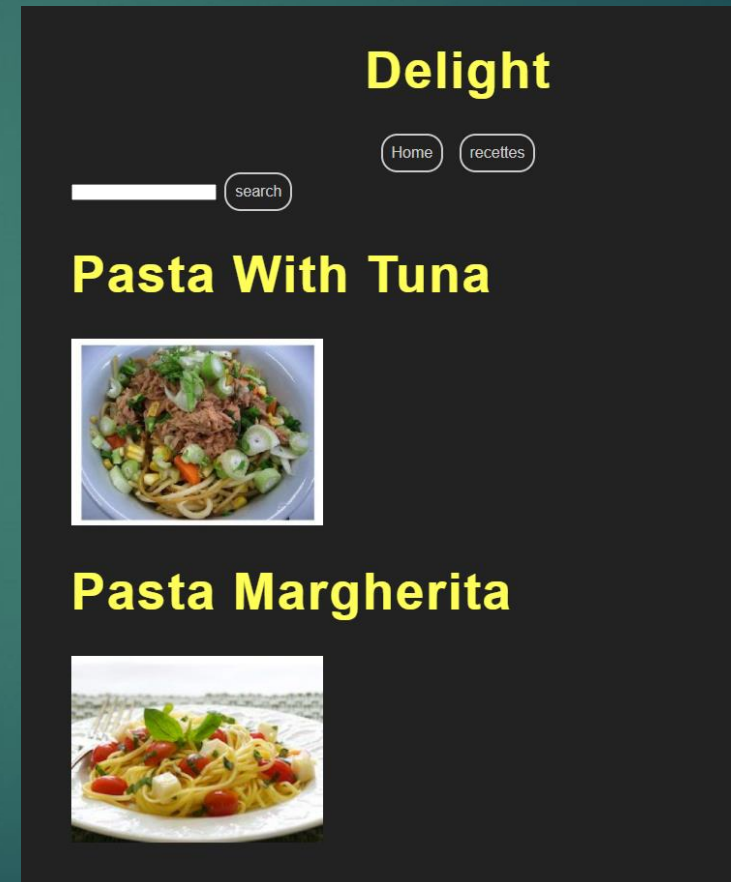 Delight
Home recettes
search
Pasta With Tuna
Pasta Margherita